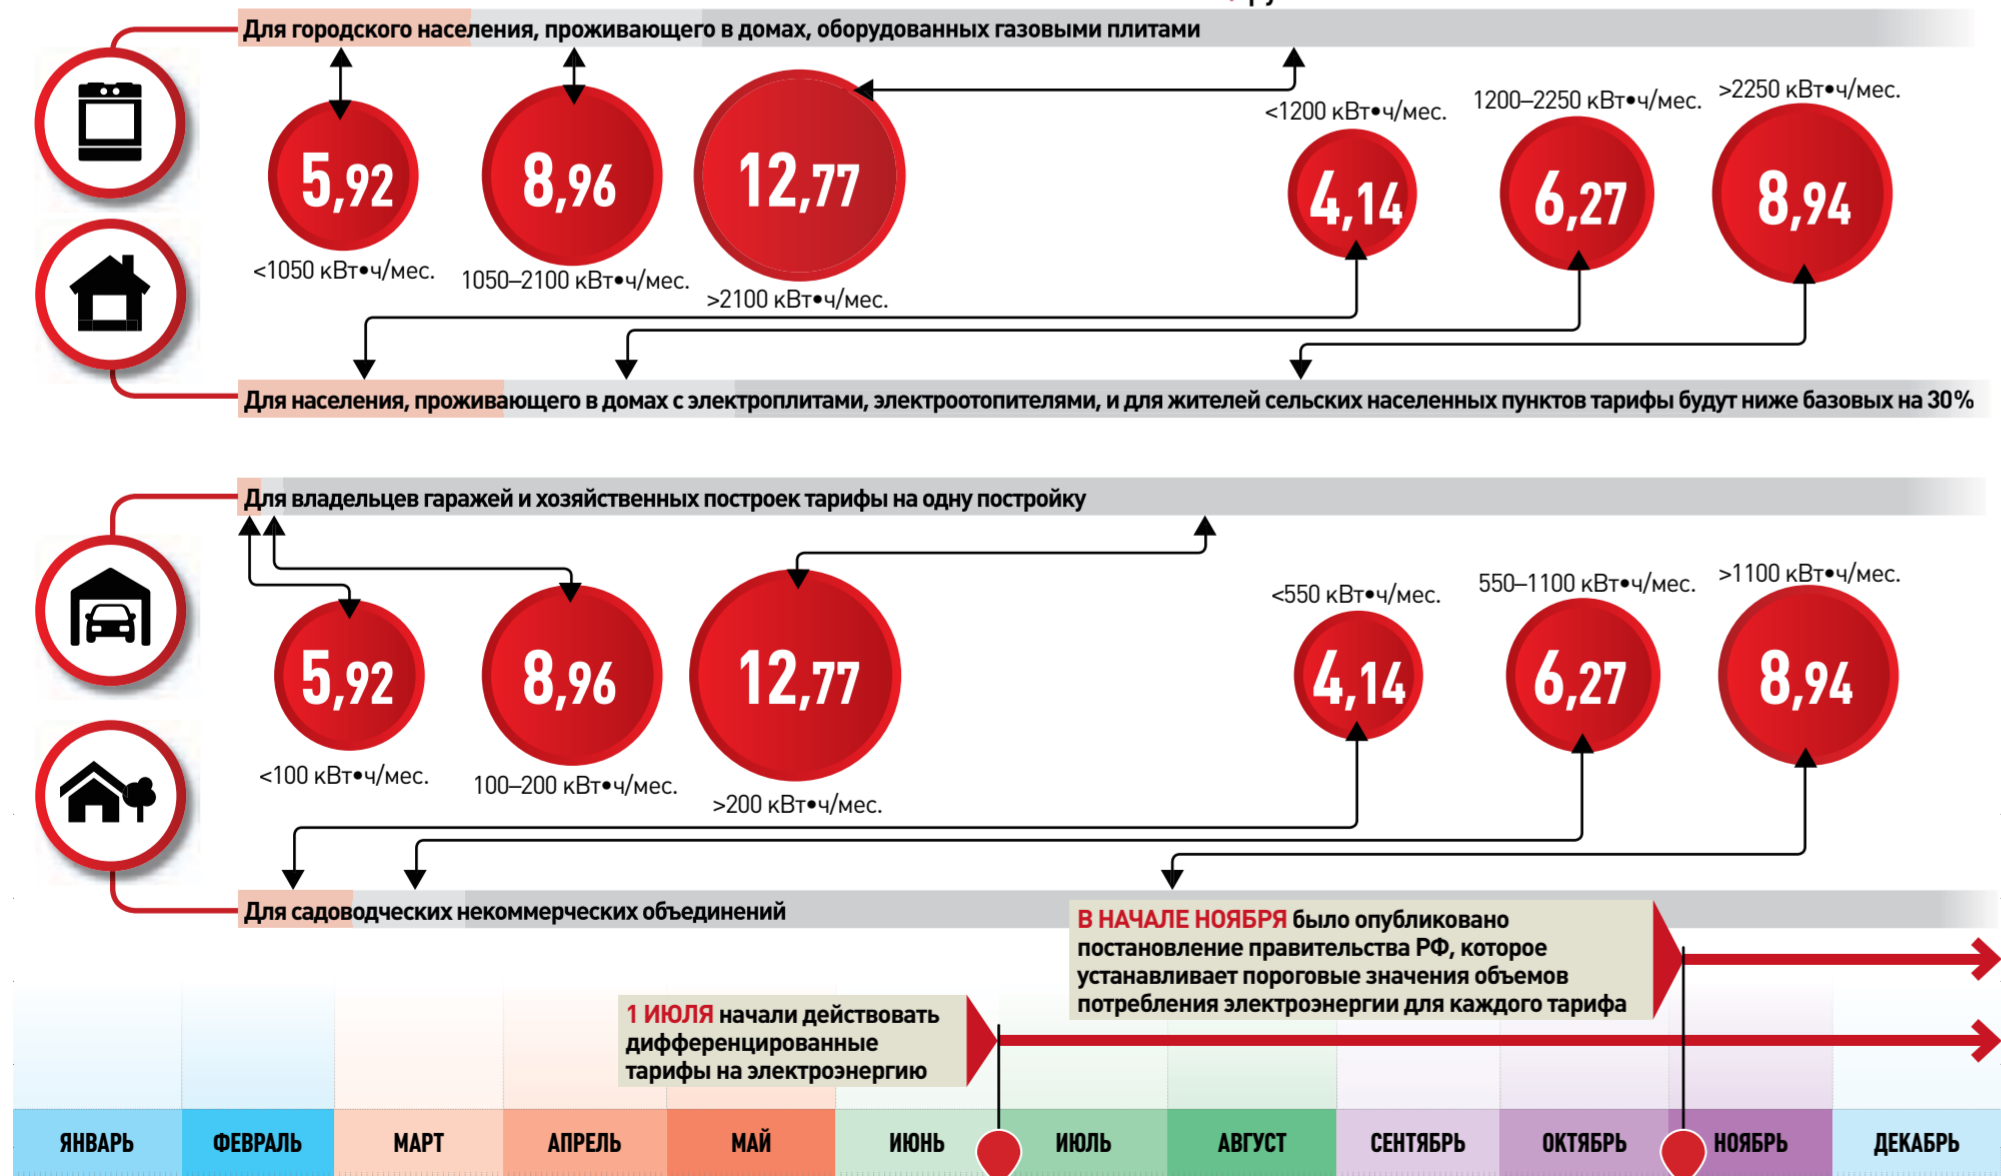 Для городского населения, проживающего в домах, оборудованных газовыми плитами
5,92
<1050 кВт•ч/мес.
8,96
1050–2100 кВт•ч/мес.
12,77
>2100 кВт•ч/мес.
<1200 кВт•ч/мес.
4,14
1200–2250 кВт•ч/мес.
6,27
>2250 кВт•ч/мес.
8,94
Для населения, проживающего в домах с электроплитами, электроотопителями, и для жителей сельских населенных пунктов тарифы будут ниже базовых на 30%
Для владельцев гаражей и хозяйственных построек тарифы на одну постройку
5,92
<100 кВт•ч/мес.
8,96
100–200 кВт•ч/мес.
12,77
>200 кВт•ч/мес.
<550 кВт•ч/мес.
4,14
550–1100 кВт•ч/мес.
6,27
>1100 кВт•ч/мес.
8,94
Для садоводческих некоммерческих объединений
В НАЧАЛЕ НОЯБРЯ было опубликовано
постановление правительства РФ, которое
устанавливает пороговые значения объемов
потребления электроэнергии для каждого тарифа
1 ИЮЛЯ начали действовать
дифференцированные
тарифы на электроэнергию
ЯНВАРЬ
ФЕВРАЛЬ
МАРТ
АПРЕЛЬ
МАЙ
ИЮНЬ
ИЮЛЬ
АВГУСТ
СЕНТЯБРЬ
ОКТЯБРЬ
НОЯБРЬ
ДЕКАБРЬ